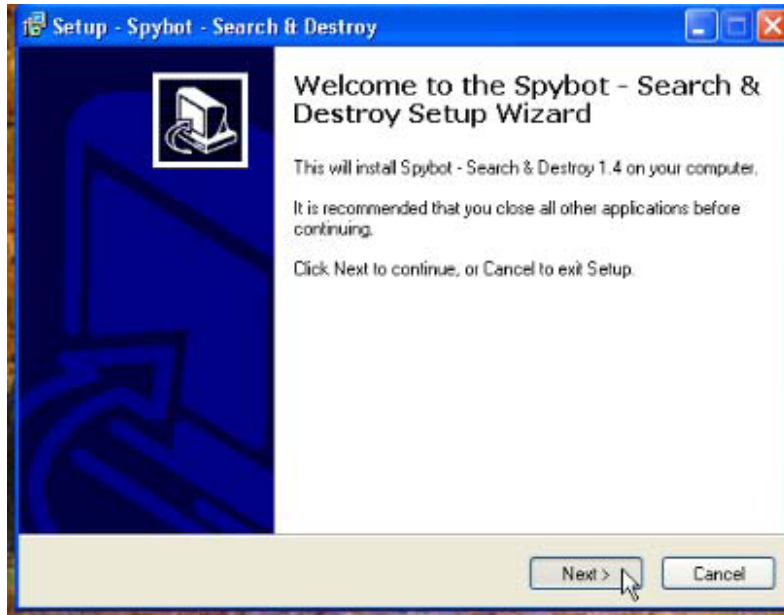 Setup - Spybot - Search & Destroy
Welcome to the Spybot - Search &
Destroy Setup Wizard
This will install Spybot - Search & Destroy 1.4 on your computer.
It is recommended that you close all other applications before
continuing.
Click Next to continue, or Cancel to exit Setup.
Next >
Cancel